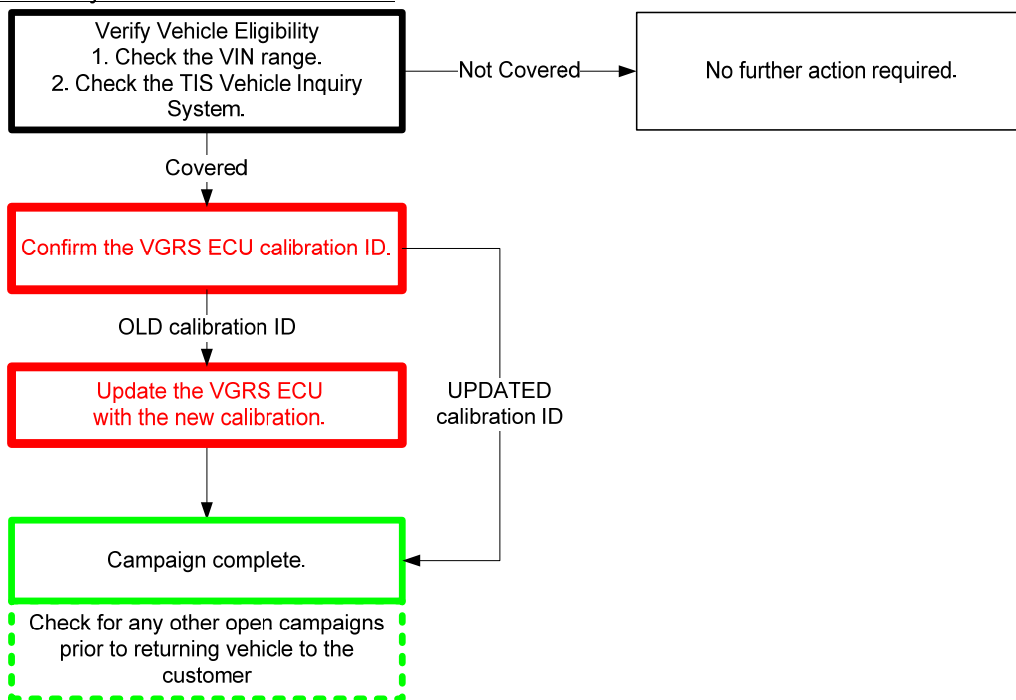 Verify Vehicle Eligibility
1. Check the VIN range.
2. Check the TIS Vehicle Inquiry
System.
Not Covered
No further action required.
Covered
Confirm the VGRS ECU calibration ID.
OLD calibration ID
Update the VGRS ECU
with the new calibration.
UPDATED
calibration ID
Campaign complete.
Check for any other open campaigns
prior to returning vehicle to the
customer